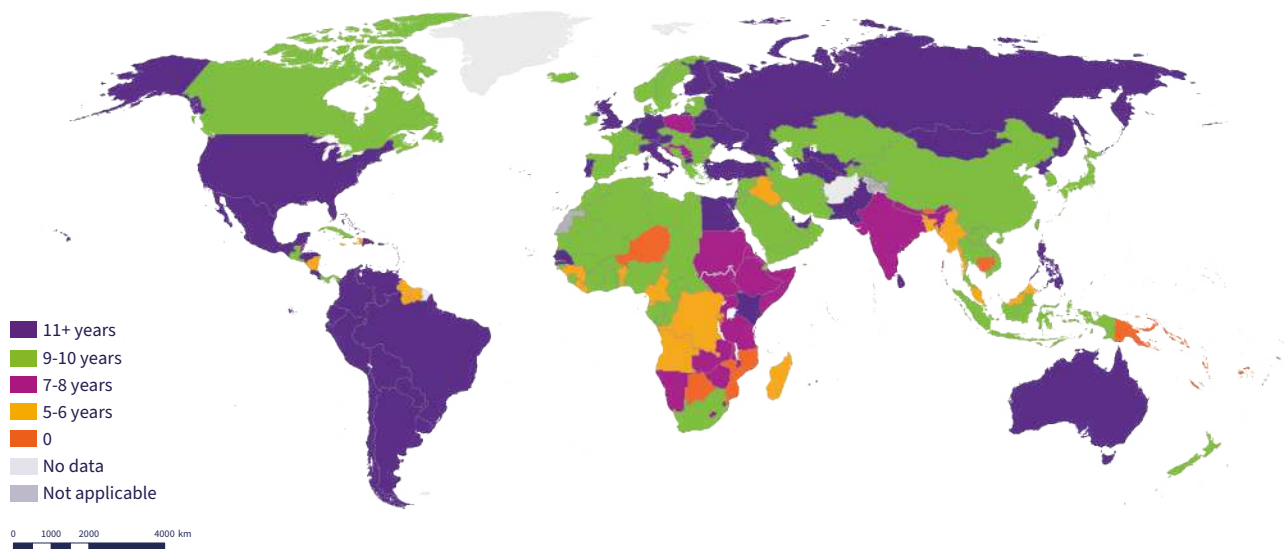 11+ years
9-10 years
7-8 years
5-6 years
0
No data
Not applicable
0 1000 2000 4000 km